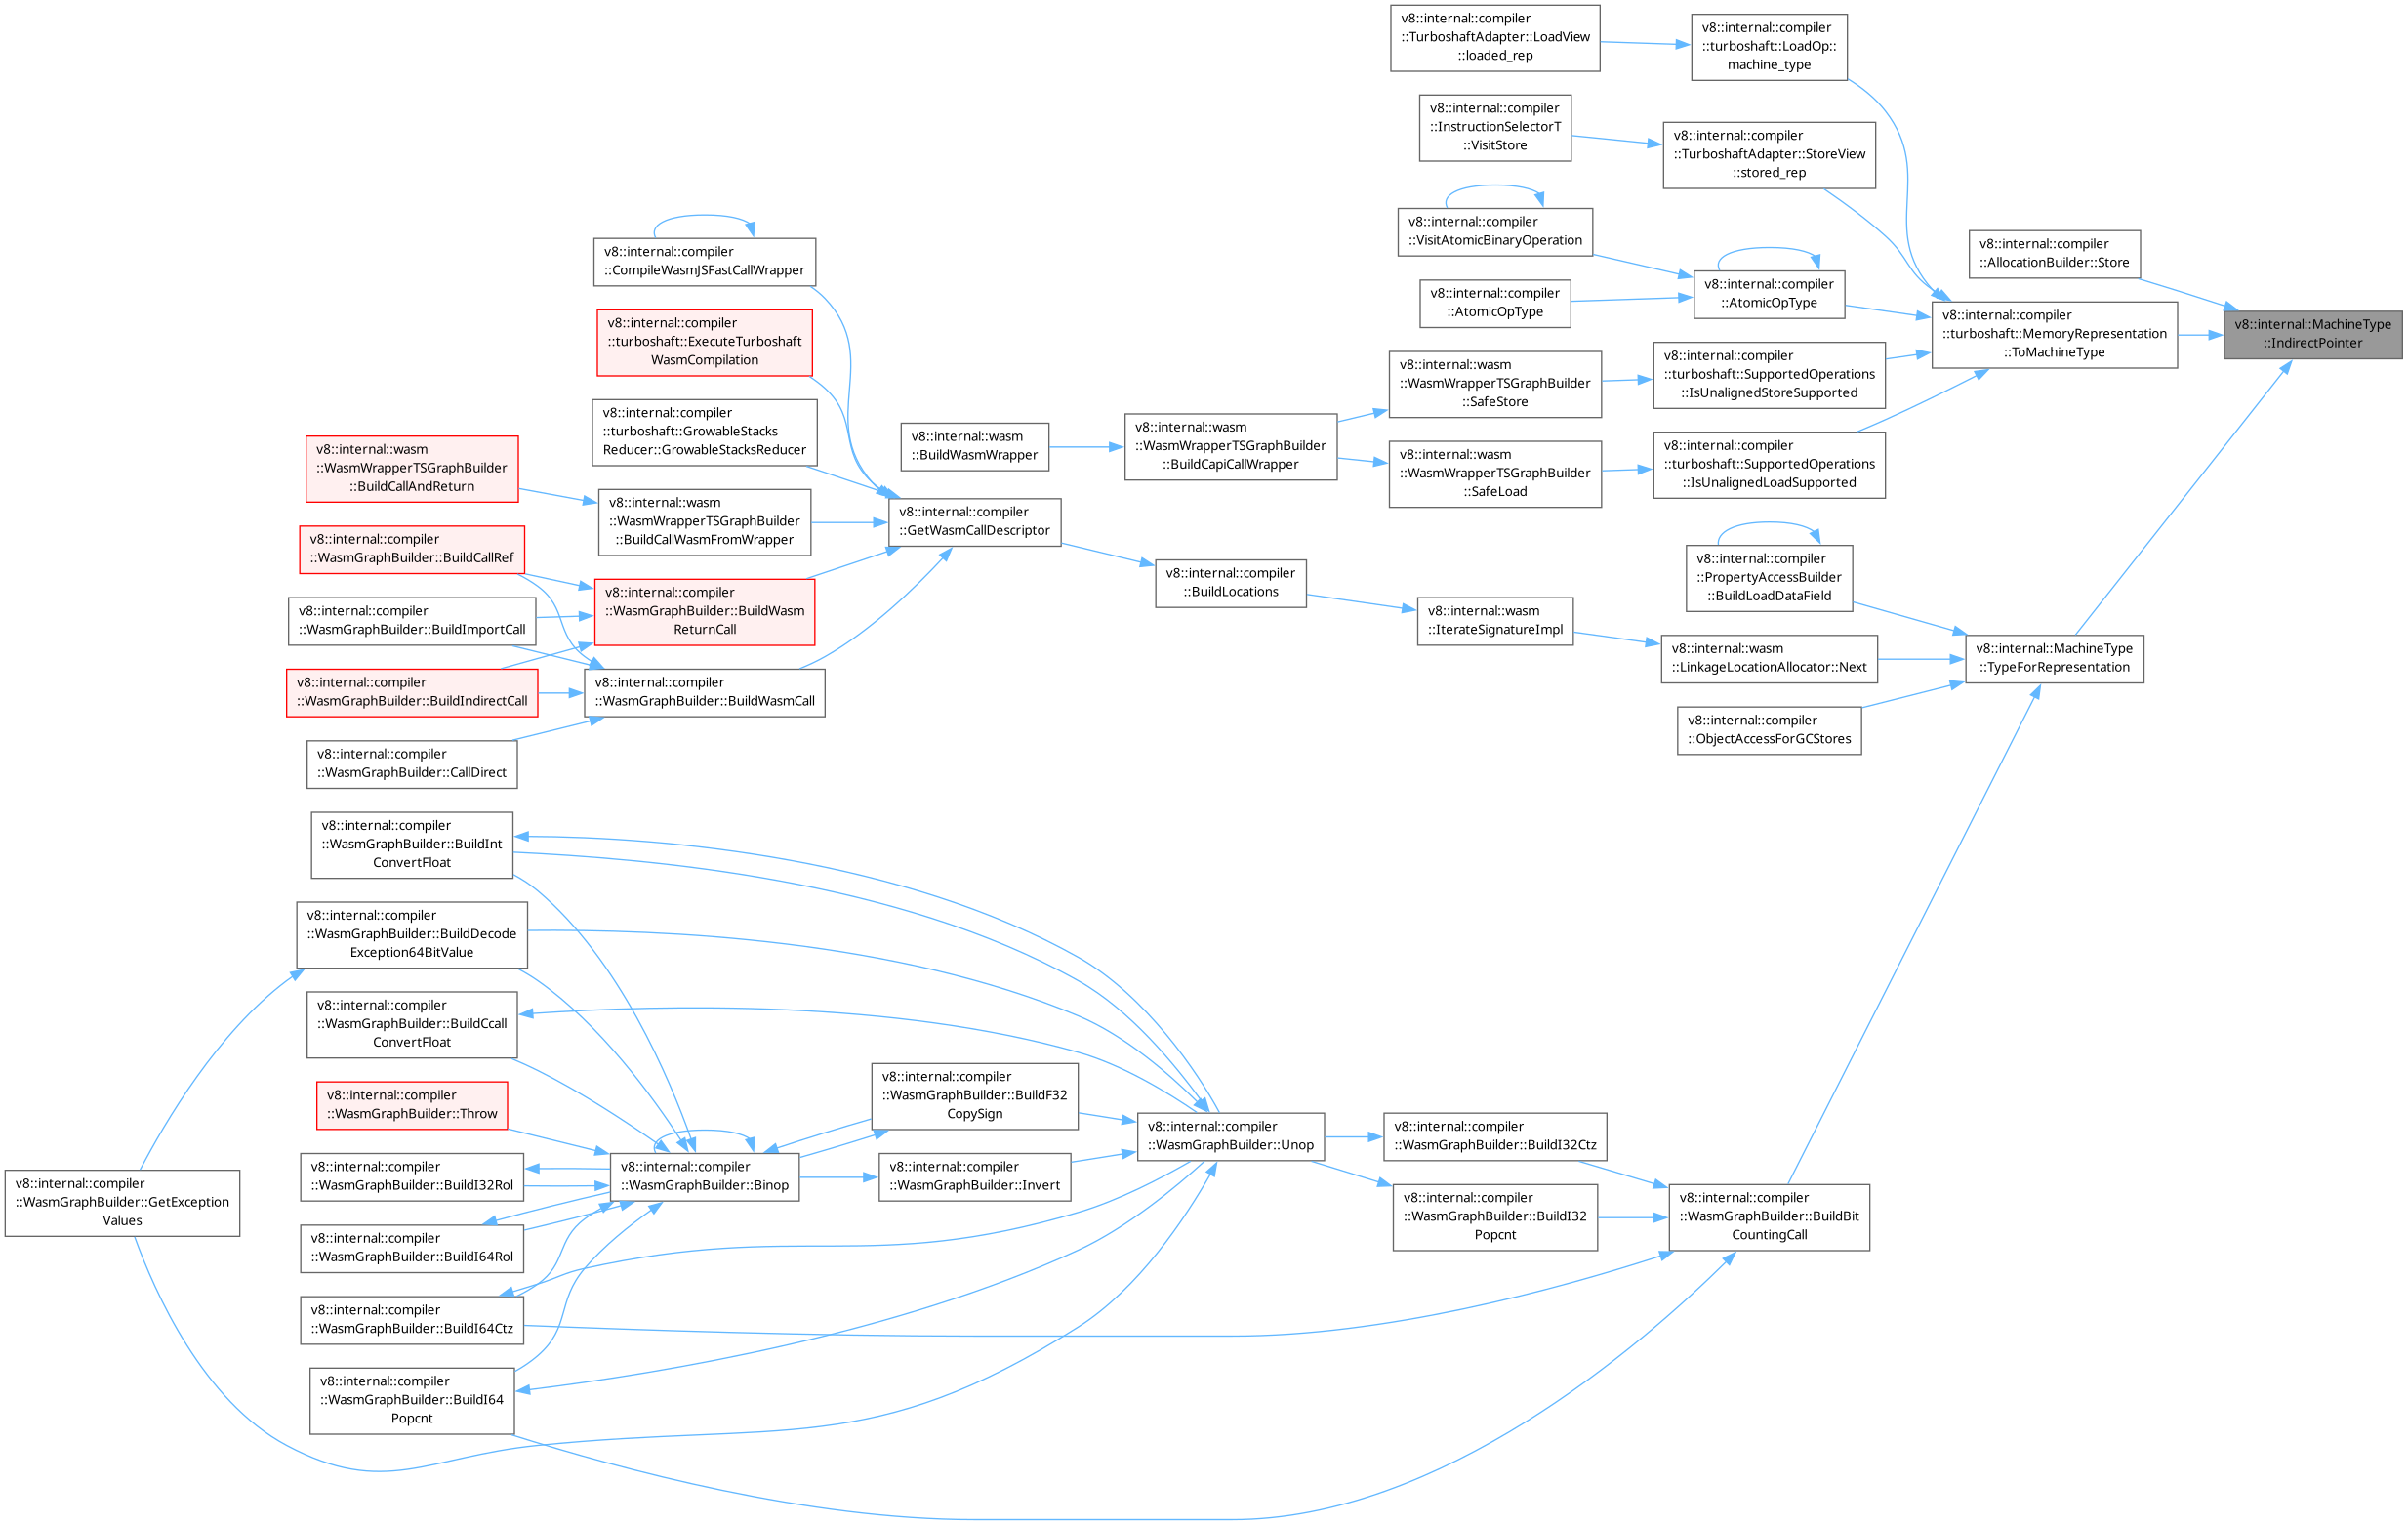 v8::internal::compiler
::TurboshaftAdapter::LoadView
::loaded_rep
v8::internal::compiler
::turboshaft::LoadOp::
machine_type
v8::internal::compiler
::InstructionSelectorT
::VisitStore
v8::internal::compiler
::TurboshaftAdapter::StoreView
::stored_rep
v8::internal::compiler
::VisitAtomicBinaryOperation
v8::internal::compiler
::AtomicOpType
v8::internal::compiler
::AtomicOpType
v8::internal::compiler
::AllocationBuilder::Store
v8::internal::compiler
::turboshaft::MemoryRepresentation
::ToMachineType
v8::internal::MachineType
::IndirectPointer
v8::internal::compiler
::CompileWasmJSFastCallWrapper
v8::internal::compiler
::turboshaft::ExecuteTurboshaft
WasmCompilation
v8::internal::compiler
::turboshaft::GrowableStacks
Reducer::GrowableStacksReducer
v8::internal::wasm
::BuildWasmWrapper
v8::internal::wasm
::WasmWrapperTSGraphBuilder
::BuildCapiCallWrapper
v8::internal::wasm
::WasmWrapperTSGraphBuilder
::SafeStore
v8::internal::compiler
::turboshaft::SupportedOperations
::IsUnalignedStoreSupported
v8::internal::wasm
::WasmWrapperTSGraphBuilder
::SafeLoad
v8::internal::compiler
::turboshaft::SupportedOperations
::IsUnalignedLoadSupported
v8::internal::wasm
::WasmWrapperTSGraphBuilder
::BuildCallAndReturn
v8::internal::wasm
::WasmWrapperTSGraphBuilder
::BuildCallWasmFromWrapper
v8::internal::compiler
::GetWasmCallDescriptor
v8::internal::compiler
::WasmGraphBuilder::BuildCallRef
v8::internal::compiler
::WasmGraphBuilder::BuildImportCall
v8::internal::compiler
::WasmGraphBuilder::BuildWasm
ReturnCall
v8::internal::compiler
::BuildLocations
v8::internal::wasm
::IterateSignatureImpl
v8::internal::compiler
::PropertyAccessBuilder
::BuildLoadDataField
v8::internal::wasm
::LinkageLocationAllocator::Next
v8::internal::MachineType
::TypeForRepresentation
v8::internal::compiler
::ObjectAccessForGCStores
v8::internal::compiler
::WasmGraphBuilder::BuildIndirectCall
v8::internal::compiler
::WasmGraphBuilder::BuildWasmCall
v8::internal::compiler
::WasmGraphBuilder::CallDirect
v8::internal::compiler
::WasmGraphBuilder::BuildInt
ConvertFloat
v8::internal::compiler
::WasmGraphBuilder::BuildDecode
Exception64BitValue
v8::internal::compiler
::WasmGraphBuilder::BuildCcall
ConvertFloat
v8::internal::compiler
::WasmGraphBuilder::Throw
v8::internal::compiler
::WasmGraphBuilder::BuildF32
CopySign
v8::internal::compiler
::WasmGraphBuilder::Unop
v8::internal::compiler
::WasmGraphBuilder::BuildI32Ctz
v8::internal::compiler
::WasmGraphBuilder::GetException
Values
v8::internal::compiler
::WasmGraphBuilder::BuildI32Rol
v8::internal::compiler
::WasmGraphBuilder::Binop
v8::internal::compiler
::WasmGraphBuilder::Invert
v8::internal::compiler
::WasmGraphBuilder::BuildI32
Popcnt
v8::internal::compiler
::WasmGraphBuilder::BuildBit
CountingCall
v8::internal::compiler
::WasmGraphBuilder::BuildI64Rol
v8::internal::compiler
::WasmGraphBuilder::BuildI64Ctz
v8::internal::compiler
::WasmGraphBuilder::BuildI64
Popcnt